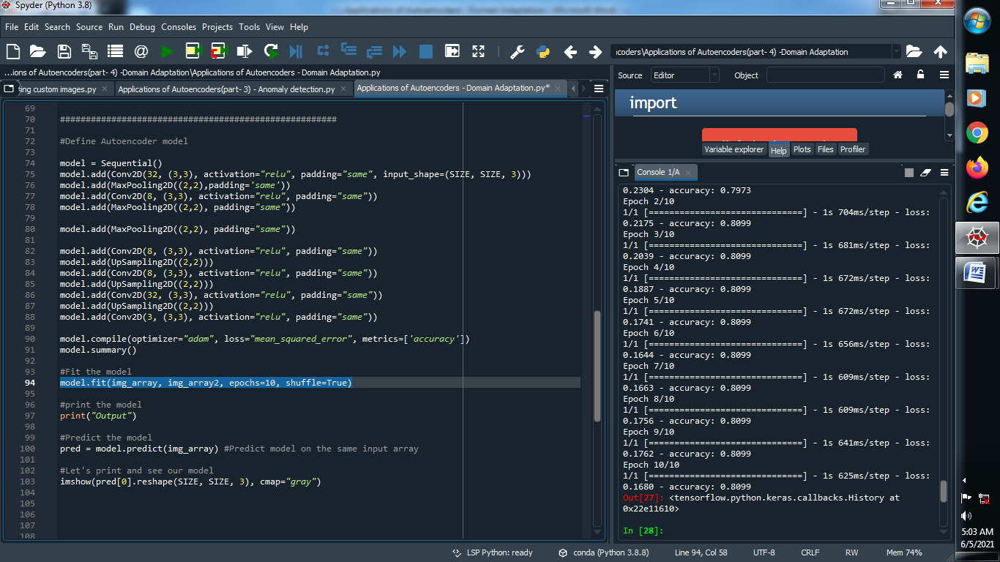 Spyder (Python 3.8)
File Edit Search Source Run Debug Consoles Projects Tools View Help
:oders\Applications of Autoencoders(part- 4) -Domain Adaptation
...ions of Autoencoders(part- 4) -Domain Adaptation\Applications of Autoencoders - Domain Adaptation.py
ing custom images.py
Applications of Autoencoders(part- 3) - Anomaly detection.py
Applications of Autoencoders - Domain Adaptation.py*
69
70 ######################################################
71
72 #Define Autoencoder model
73
74 model = Sequential()
75 model.add(Conv2D(32, (3,3), activation="relu", padding="same", input_shape=(SIZE, SIZE, 3)))
76 model.add(MaxPooling2D((2,2),padding='same'))
77 model.add(Conv2D(8, (3,3), activation="relu", padding="same"))
78 model.add(MaxPooling2D((2,2), padding="same"))
79
80 model.add(MaxPooling2D((2,2), padding="same"))
81
82 model.add(Conv2D(8, (3,3), activation="relu", padding="same"))
83 model.add(UpSampling2D((2,2)))
84 model.add(Conv2D(8, (3,3), activation="relu", padding="same"))
85 model.add(UpSampling2D((2,2)))
86 model.add(Conv2D(32, (3,3), activation="relu", padding="same"))
87 model.add(UpSampling2D((2,2)))
88 model.add(Conv2D(3, (3,3), activation="relu", padding="same"))
89
90 model.compile(optimizer="adam", loss="mean_squared_error", metrics=['accuracy'])
91 model.summary()
92
93 #Fit the model
94 model.fit(img_array, img_array2, epochs=10, shuffle=True)
95
96 #print the model
97 print("Output")
98
99 #Predict the model
100 pred = model.predict(img_array) #Predict model on the same input array
101
102 #Let's print and see our model
103 imshow(pred[0].reshape(SIZE, SIZE, 3), cmap="gray")
104
105
106
107
108
Source Editor Object
import
Variable explorer Help Plots Files Profiler
Console 1/A
0.2304 - accuracy: 0.7973
Epoch 2/10
1/1 [==============================] - 1s 704ms/step - loss:
0.2175 - accuracy: 0.8099
Epoch 3/10
1/1 [==============================] - 1s 681ms/step - loss:
0.2039 - accuracy: 0.8099
Epoch 4/10
1/1 [==============================] - 1s 672ms/step - loss:
0.1887 - accuracy: 0.8099
Epoch 5/10
1/1 [==============================] - 1s 672ms/step - loss:
0.1741 - accuracy: 0.8099
Epoch 6/10
1/1 [==============================] - 1s 656ms/step - loss:
0.1644 - accuracy: 0.8099
Epoch 7/10
1/1 [==============================] - 1s 609ms/step - loss:
0.1663 - accuracy: 0.8099
Epoch 8/10
1/1 [==============================] - 1s 609ms/step - loss:
0.1756 - accuracy: 0.8099
Epoch 9/10
1/1 [==============================] - 1s 641ms/step - loss:
0.1762 - accuracy: 0.8099
Epoch 10/10
1/1 [==============================] - 1s 625ms/step - loss:
0.1680 - accuracy: 0.8099
Out[27]: <tensorflow.python.keras.callbacks.History at
0x22e11610>
In [28]:
LSP Python: ready conda (Python 3.8.8) Line 94, Col 58 UTF-8 CRLF RW Mem 74%
5:03 AM
6/5/2021